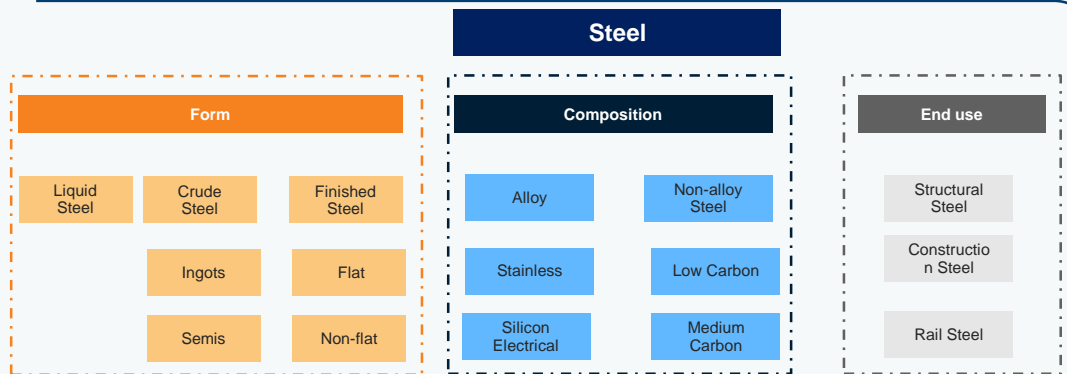 Steel
Form
Composition
End use
Liquid
Steel
Crude
Steel
Finished
Steel
Alloy
Non-alloy
Steel
Structural
Steel
Ingots
Flat
Stainless
Low Carbon
Constructio
n Steel
Semis
Non-flat
Silicon
Electrical
Medium
Carbon
Rail Steel